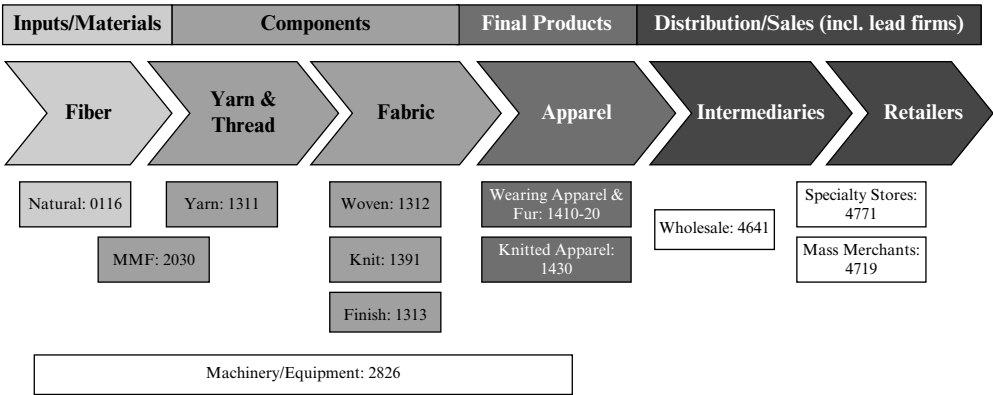 Inputs/Materials
Components
Final Products
Distribution/Sales (incl. lead firms)
Fiber
Yarn &
Thread
Fabric
Apparel
Intermediaries
Retailers
Natural: 0116
MMF: 2030
Yarn: 1311
Woven: 1312
Knit: 1391
Finish: 1313
Wearing Apparel &
Fur: 1410-20
Knitted Apparel:
1430
Wholesale: 4641
Specialty Stores:
4771
Mass Merchants:
4719
Machinery/Equipment: 2826